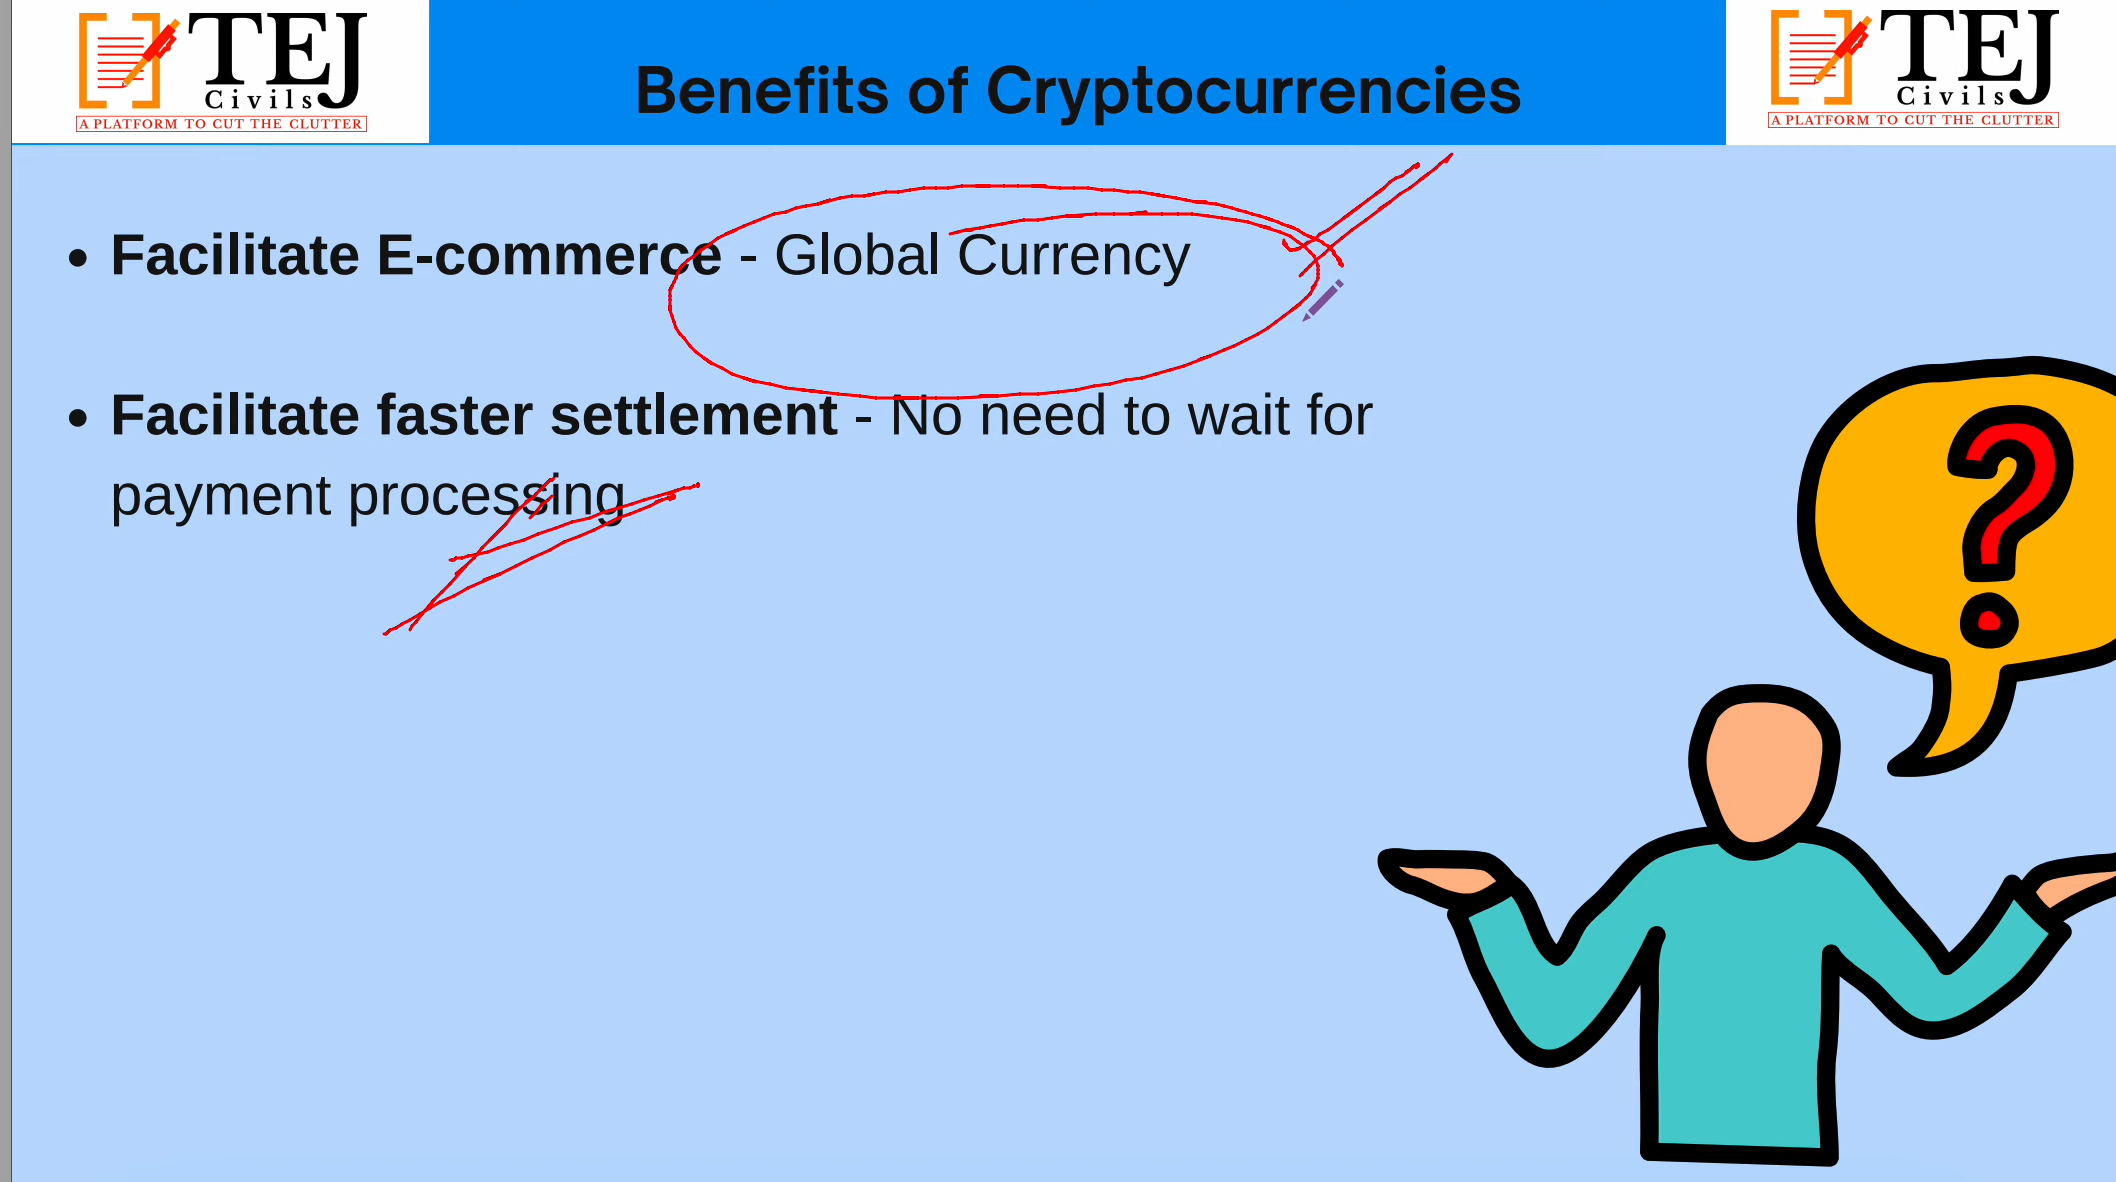 TEJ
Civils
A PLATFORM TO CUT THE CLUTTER
Benefits of Cryptocurrencies
TEJ
Civils
A PLATFORM TO CUT THE CLUTTER
• Facilitate E-commerce - Global Currency
• Facilitate faster settlement - No need to wait for
payment processing
?